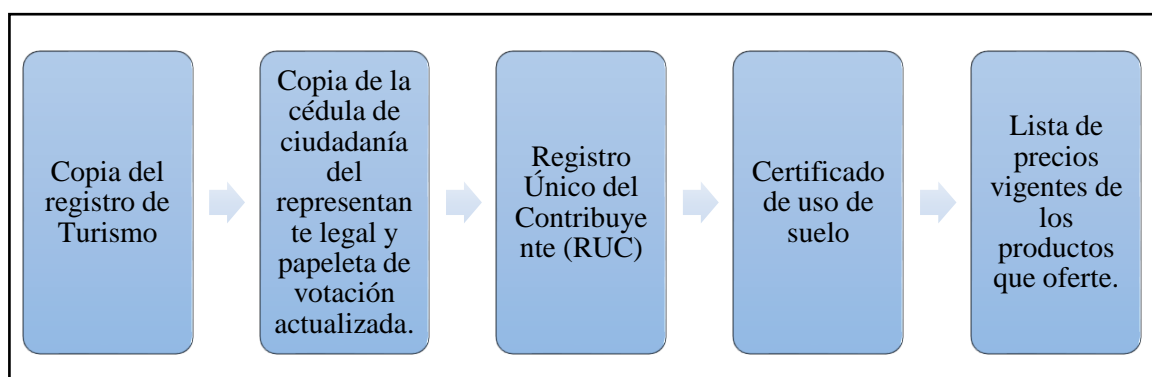 Copia del
registro de
Turismo
Copia de la
cédula de
ciudadanía
del
representan
te legal y
papeleta de
votación
actualizada.
Registro
Único del
Contribuye
nte (RUC)
Certificado
de uso de
suelo
Lista de
precios
vigentes de
los
productos
que oferte.